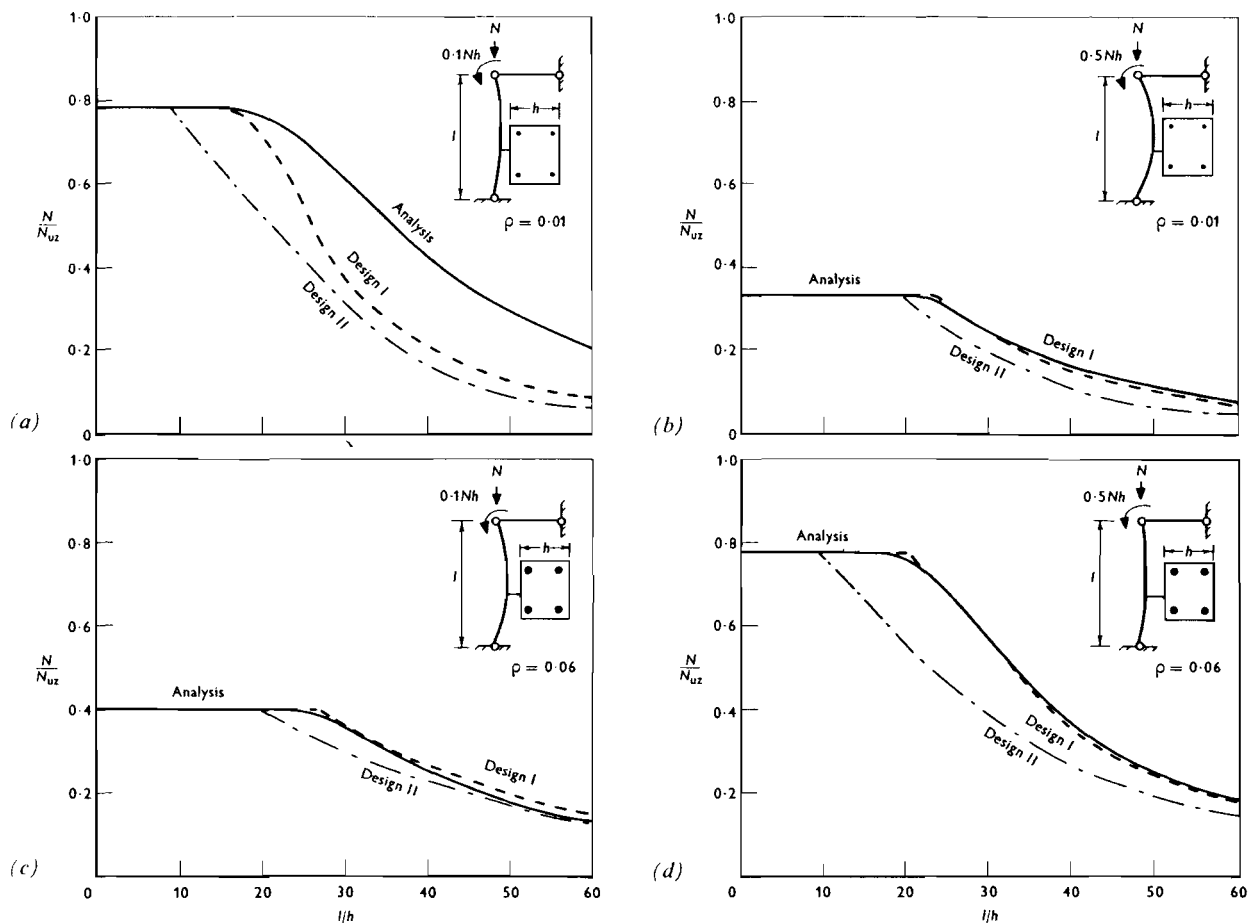 1·0
0·8
0·6
0·4
0·2
0
N
N_uz
N
0·1Nh
h
l
ρ = 0·01
Analysis
Design I
Design II
(a)
1·0
0·8
0·6
0·4
0·2
0
N
N_uz
N
0·5Nh
h
l
ρ = 0·01
Analysis
Design I
Design II
(b)
1·0
0·8
0·6
0·4
0·2
N
N_uz
N
0·1Nh
h
l
ρ = 0·06
Analysis
Design I
Design II
(c)
0 10 20 30 40 50 60
l/h
1·0
0·8
0·6
0·4
0·2
N
N_uz
N
0·5Nh
h
l
ρ = 0·06
Analysis
Design I
Design II
(d)
0 10 20 30 40 50 60
l/h